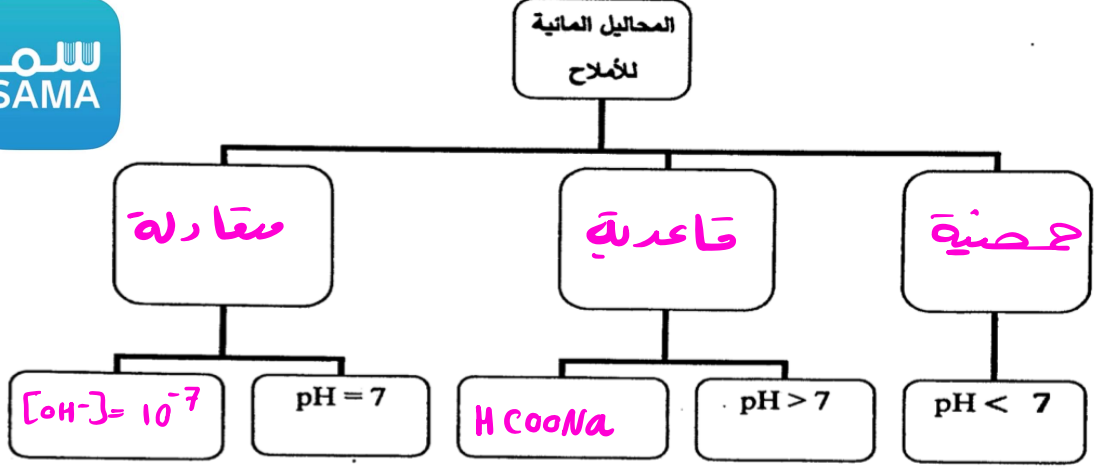 سما
SAMA
المحاليل المائية
للأملاح
حمضية
قاعدية
متعادلة
pH < 7
pH > 7
HCOONa
pH = 7
[OH-]= 10⁻⁷